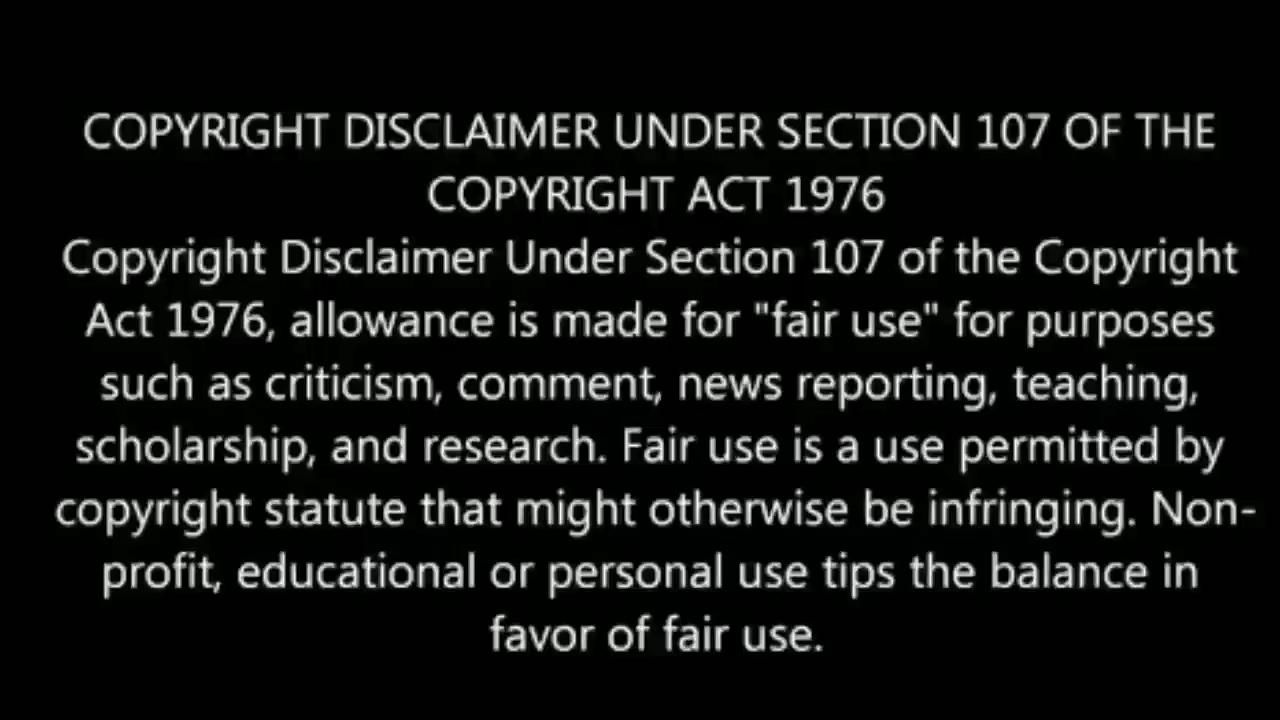 COPYRIGHT DISCLAIMER UNDER SECTION 107 OF THE
COPYRIGHT ACT 1976
Copyright Disclaimer Under Section 107 of the Copyright
Act 1976, allowance is made for "fair use" for purposes
such as criticism, comment, news reporting, teaching,
scholarship, and research. Fair use is a use permitted by
copyright statute that might otherwise be infringing. Non-
profit, educational or personal use tips the balance in
favor of fair use.